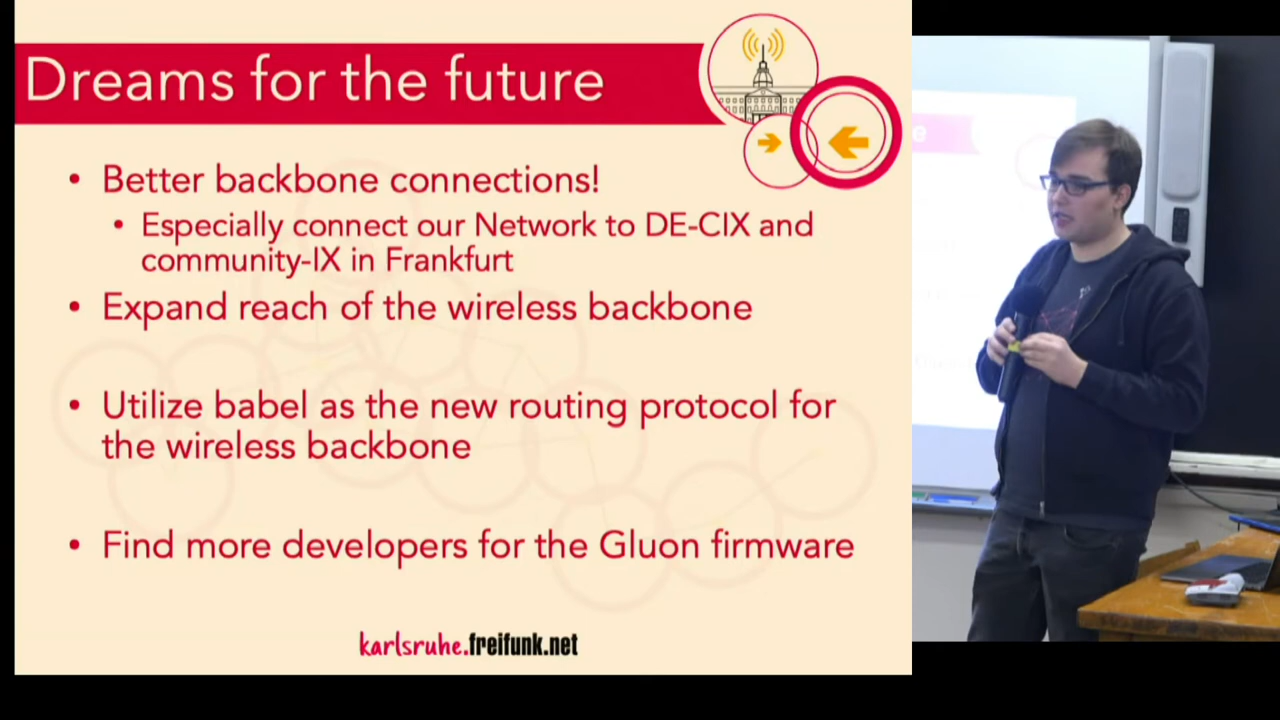 Dreams for the future
• Better backbone connections!
• Especially connect our Network to DE-CIX and
community-IX in Frankfurt
• Expand reach of the wireless backbone
• Utilize babel as the new routing protocol for
the wireless backbone
• Find more developers for the Gluon firmware
karlsruhe.freifunk.net